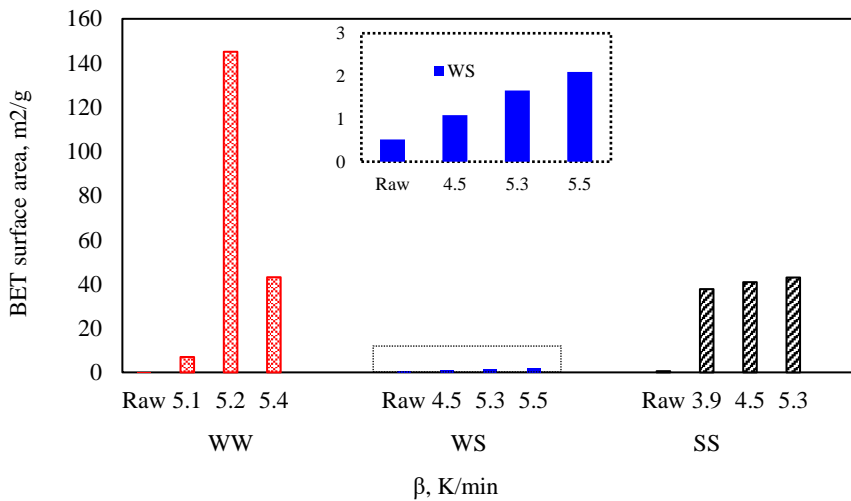 BET surface area, m2/g
160
140
120
100
80
60
40
20
0
3
2
1
0
WS
Raw 4.5 5.3 5.5
Raw 5.1 5.2 5.4 Raw 4.5 5.3 5.5 Raw 3.9 4.5 5.3
WW WS SS
β, K/min